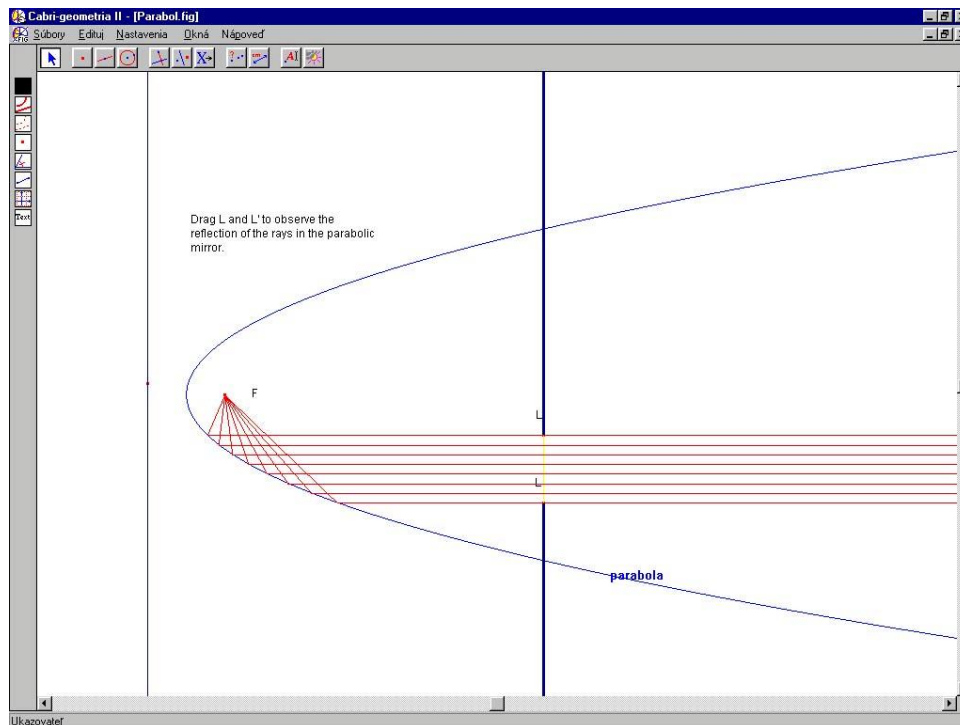 Cabri-geometria II - [Parabol.fig]
Súbory Edituj Nastavenia Okná Nápoveď
Drag L and L' to observe the
reflection of the rays in the parabolic
mirror.
F
L
L
parabola
Text
Ukazovateľ